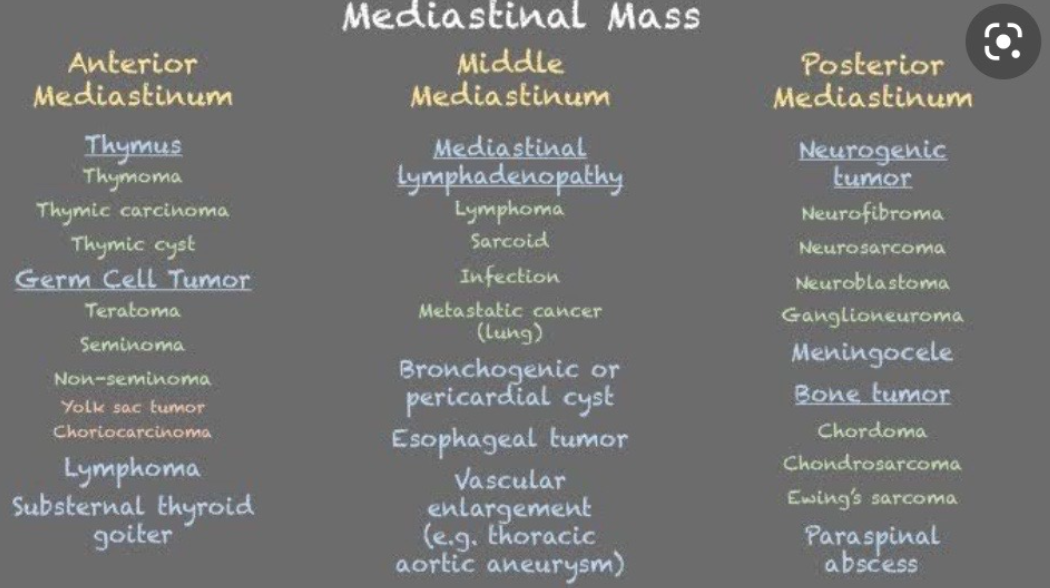 Mediastinal Mass
Anterior
Mediastinum
Thymus
Thymoma
Thymic carcinoma
Thymic cyst
Germ Cell Tumor
Teratoma
Seminoma
Non-seminoma
Yolk sac tumor
Choriocarcinoma
Lymphoma
Substernal thyroid
goiter
Middle
Mediastinum
Mediastinal
lymphadenopathy
Lymphoma
Sarcoid
Infection
Metastatic cancer
(lung)
Bronchogenic or
pericardial cyst
Esophageal tumor
Vascular
enlargement
(e.g. thoracic
aortic aneurysm)
Posterior
Mediastinum
Neurogenic
tumor
Neurofibroma
Neurosarcoma
Neuroblastoma
Ganglioneuroma
Meningocele
Bone tumor
Chordoma
Chondrosarcoma
Ewing's sarcoma
Paraspinal
abscess